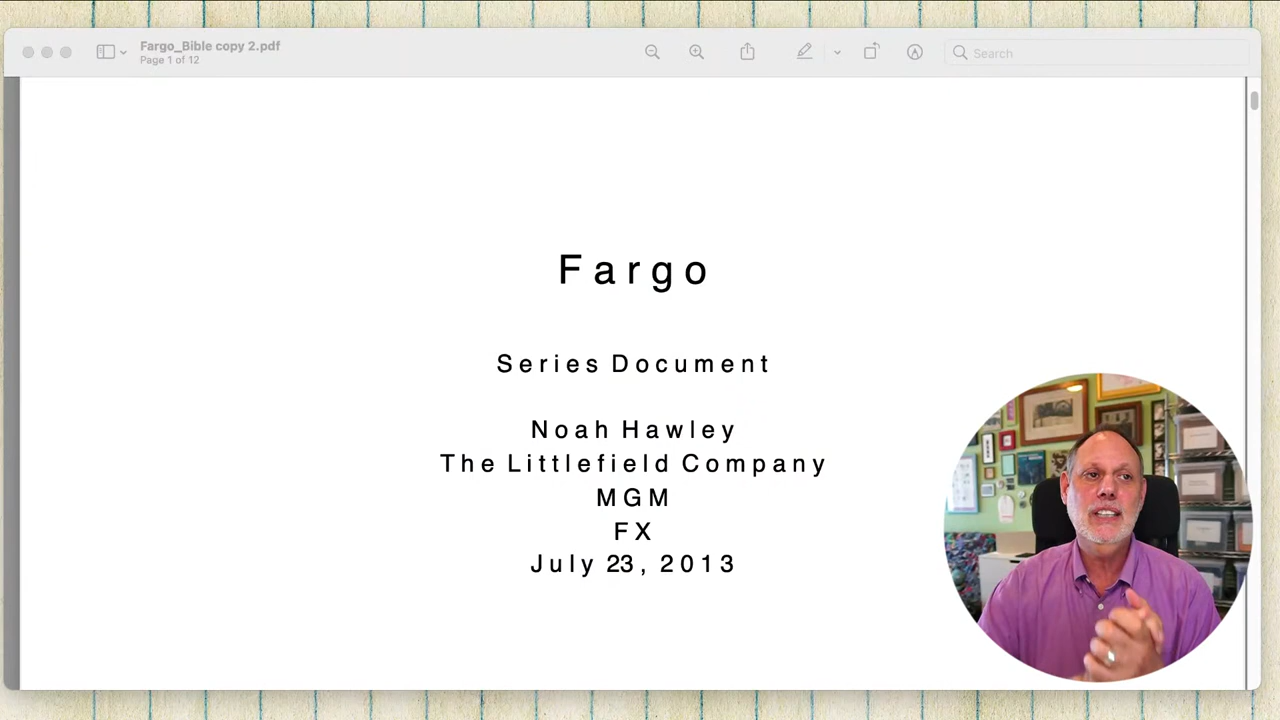 Fargo_Bible copy 2.pdf
Page 1 of 12
Search
Fargo
Series Document
Noah Hawley
The Littlefield Company
MGM
FX
July 23, 2013